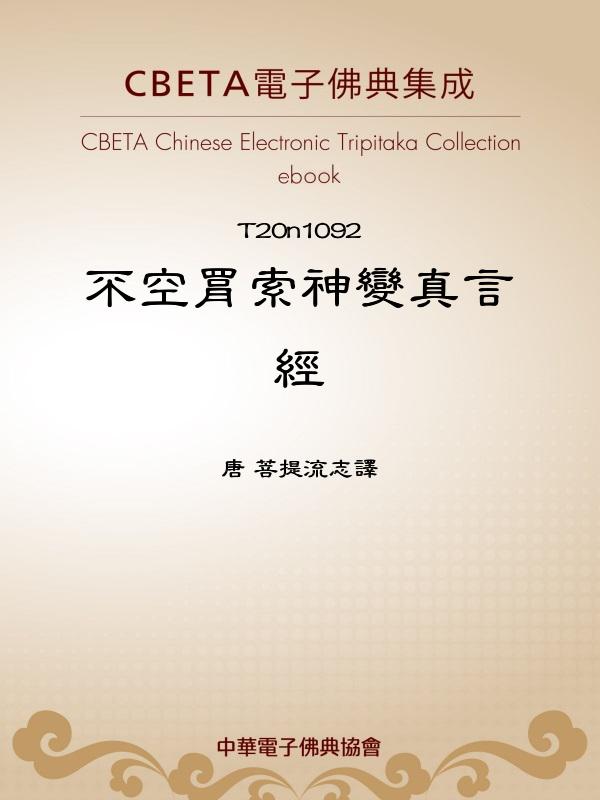 CBETA電子佛典集成
CBETA Chinese Electronic Tripitaka Collection
ebook
T20n1092
不空罥索神變真言
經
唐 菩提流志譯
中華電子佛典協會